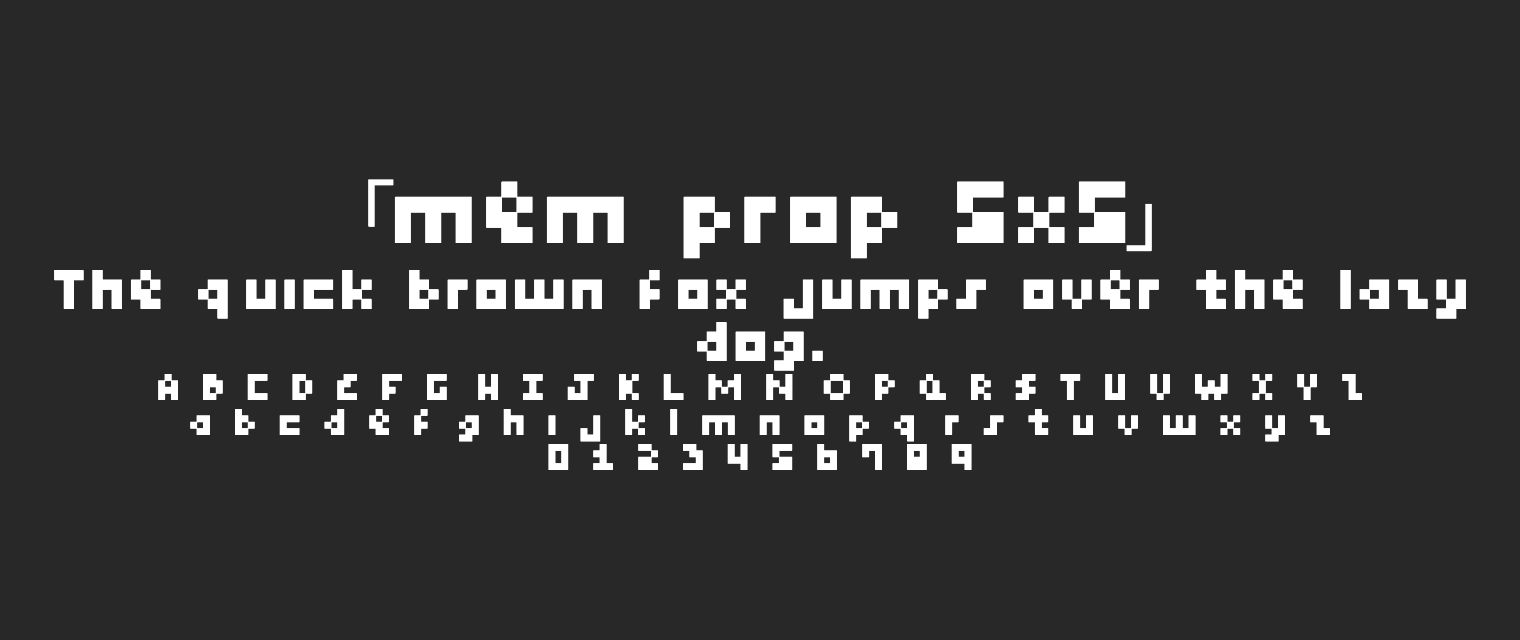 「mem prop 5x5」
The quick brown fox jumps over the lazy
dog.
A B C D E F G H I J K L M N O P Q R S T U V W X Y Z
a b c d e f g h i j k l m n o p q r s t u v w x y z
0 1 2 3 4 5 6 7 8 9